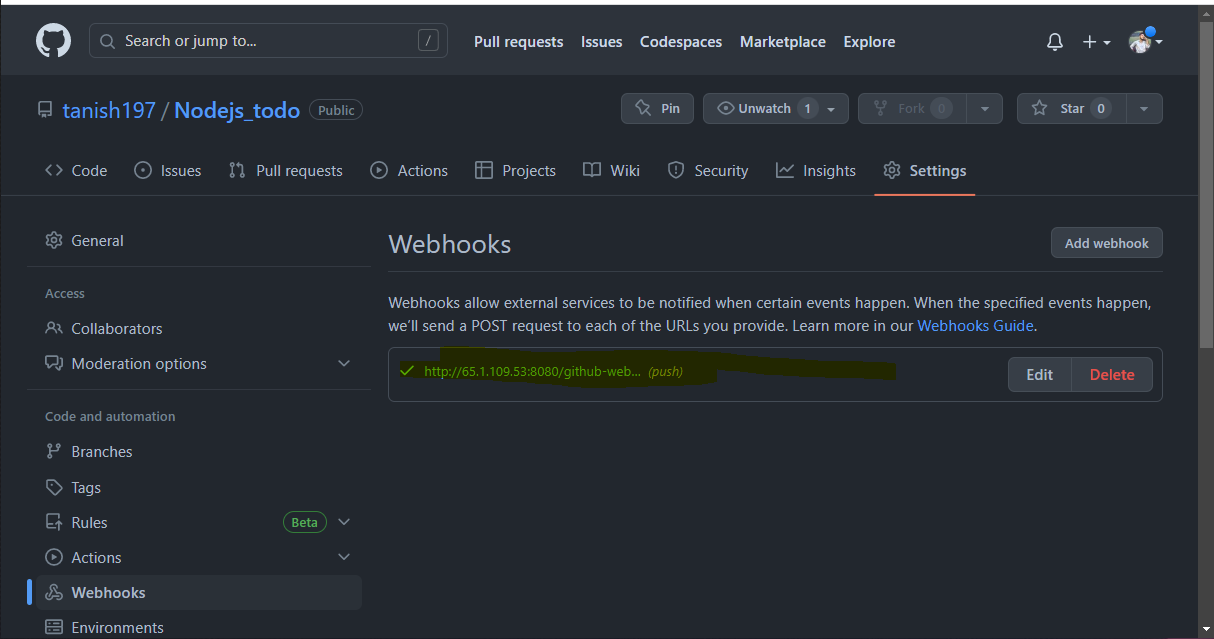 Search or jump to... /
Pull requests Issues Codespaces Marketplace Explore
tanish197 / Nodejs_todo Public
Pin Unwatch 1 Fork 0 Star 0
Code Issues Pull requests Actions Projects Wiki Security Insights Settings
General
Access
Collaborators
Moderation options
Code and automation
Branches
Tags
Rules Beta
Actions
Webhooks
Environments
Webhooks
Add webhook
Webhooks allow external services to be notified when certain events happen. When the specified events happen,
we'll send a POST request to each of the URLs you provide. Learn more in our Webhooks Guide.
http://65.1.109.53:8080/github-web... (push)
Edit Delete